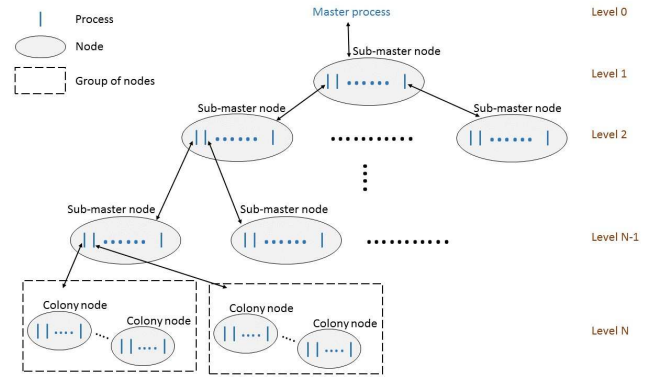 Process
Node
Group of nodes
Master process
Level 0
Sub-master node
Level 1
Sub-master node
Sub-master node
Level 2
Sub-master node
Sub-master node
Level N-1
Colony node
Colony node
Colony node
Colony node
Level N